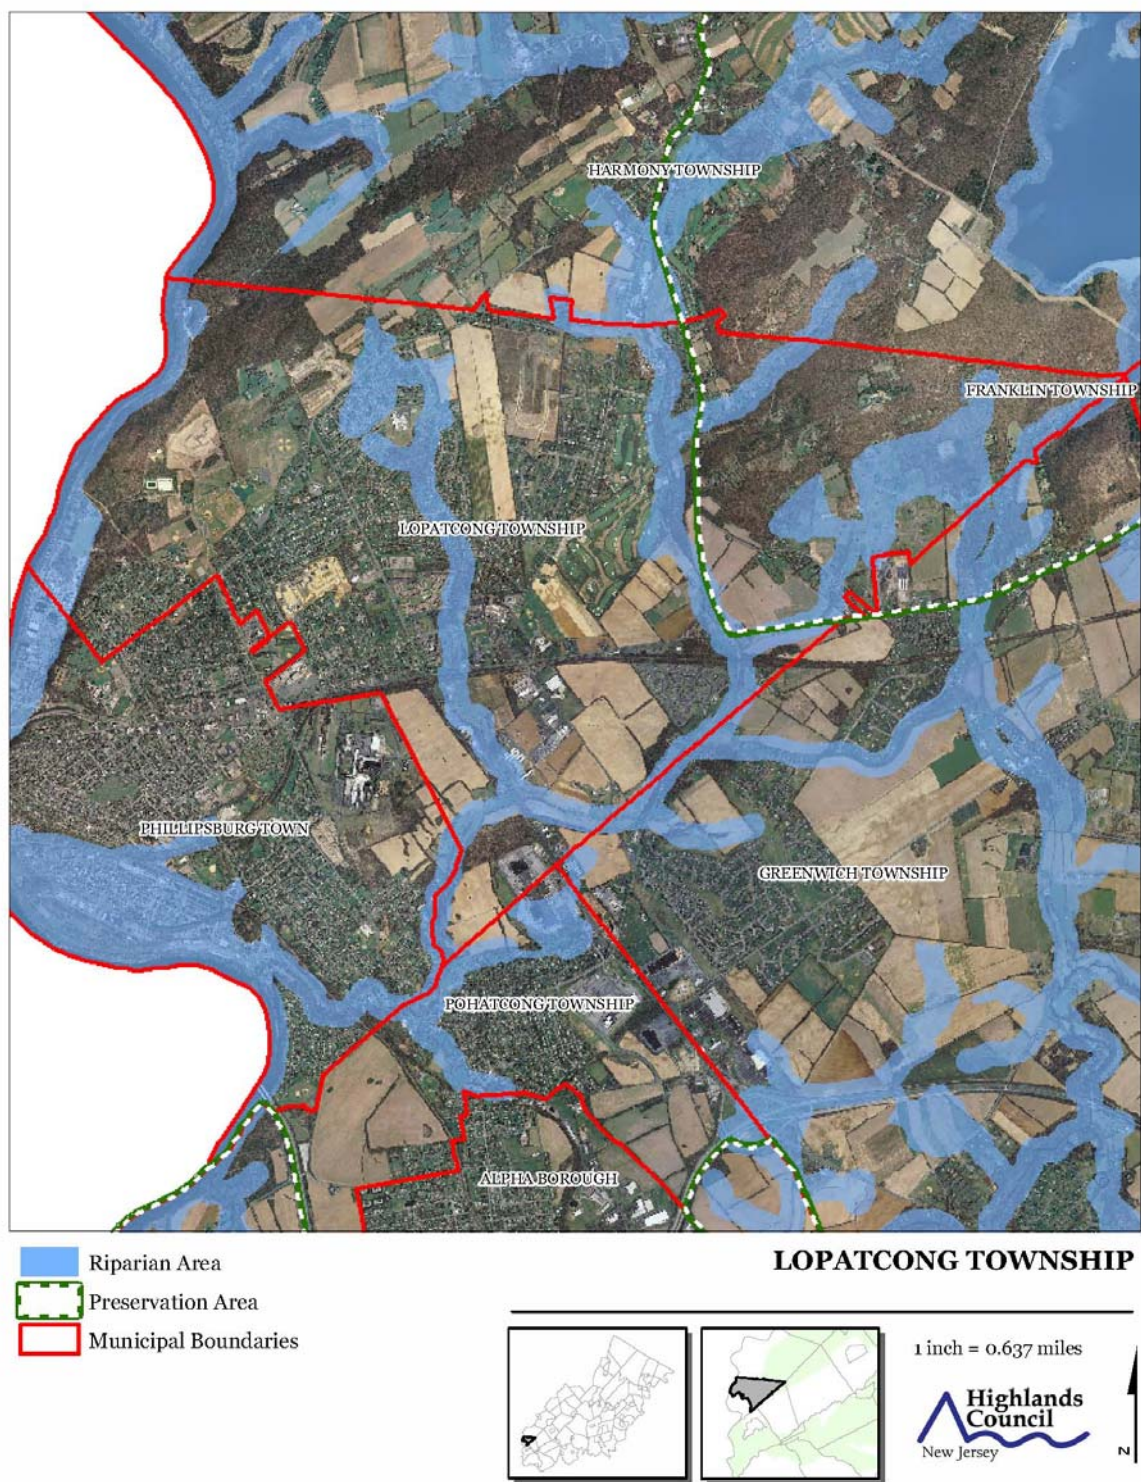 HARMONY TOWNSHIP
FRANKLIN TOWNSHIP
LOPATCONG TOWNSHIP
PHILLIPSBURG TOWN
GREENWICH TOWNSHIP
POHATCONG TOWNSHIP
ALPHA BOROUGH
Riparian Area
Preservation Area
Municipal Boundaries
LOPATCONG TOWNSHIP
1 inch = 0.637 miles
Highlands
Council
New Jersey
N